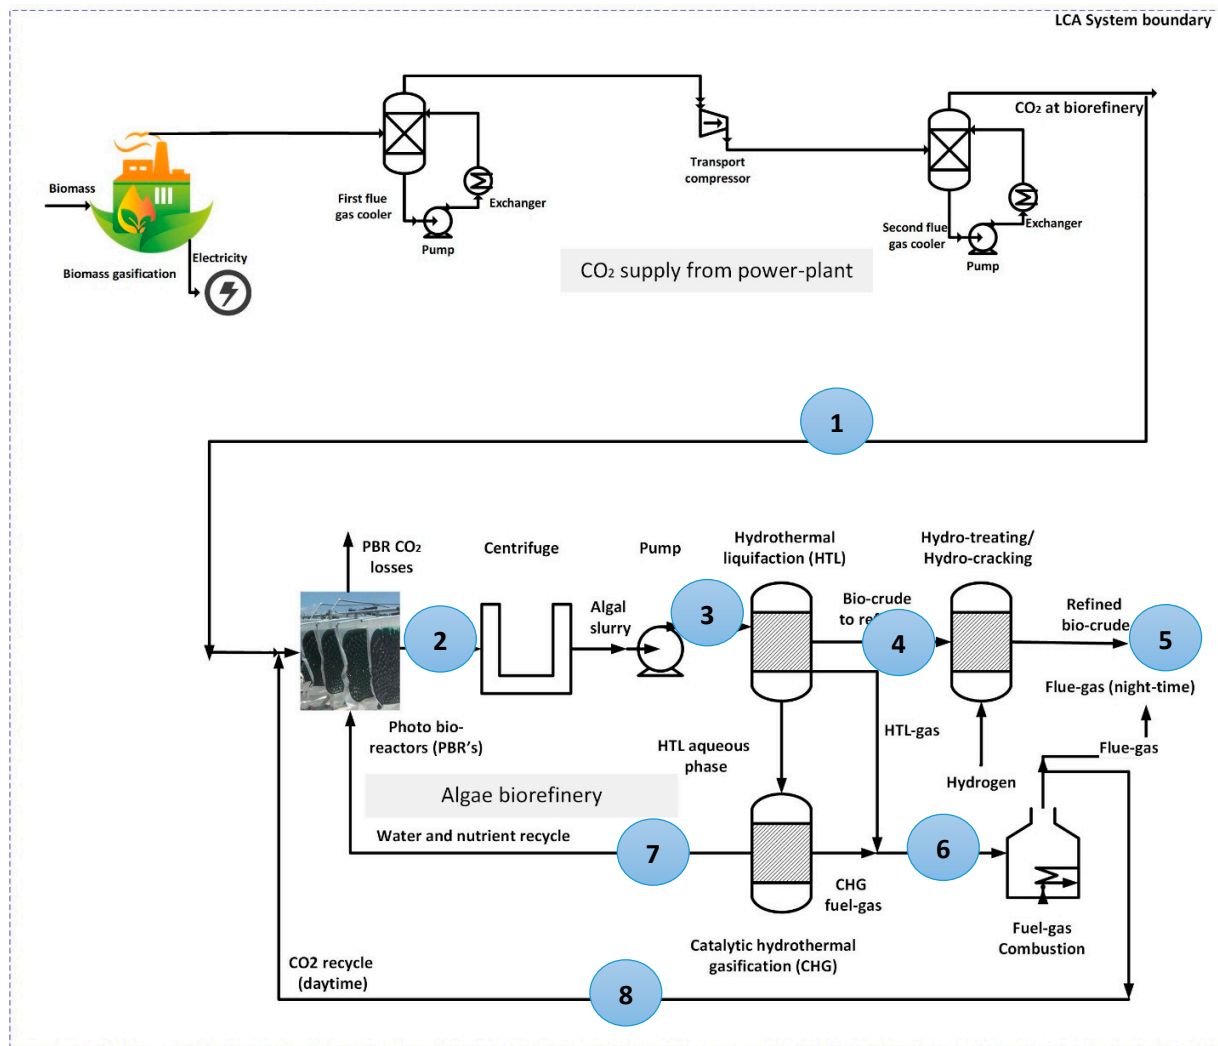 LCA System boundary
CO₂ at biorefinery
Biomass
First flue
gas cooler
Exchanger
Pump
Transport
compressor
Second flue
gas cooler
Exchanger
Pump
Electricity
Biomass gasification
CO₂ supply from power-plant
1
PBR CO₂
losses
Centrifuge
Pump
Hydrothermal
liquifaction (HTL)
Hydro-treating/
Hydro-cracking
Algal
slurry
Bio-crude
to
Refined
bio-crude
2
3
4
5
Flue-gas (night-time)
Photo bio-
reactors (PBR's)
HTL aqueous
phase
HTL-gas
Flue-gas
Hydrogen
Algae biorefinery
Water and nutrient recycle
7
6
CHG
fuel-gas
Fuel-gas
Combustion
Catalytic hydrothermal
gasification (CHG)
CO2 recycle
(daytime)
8